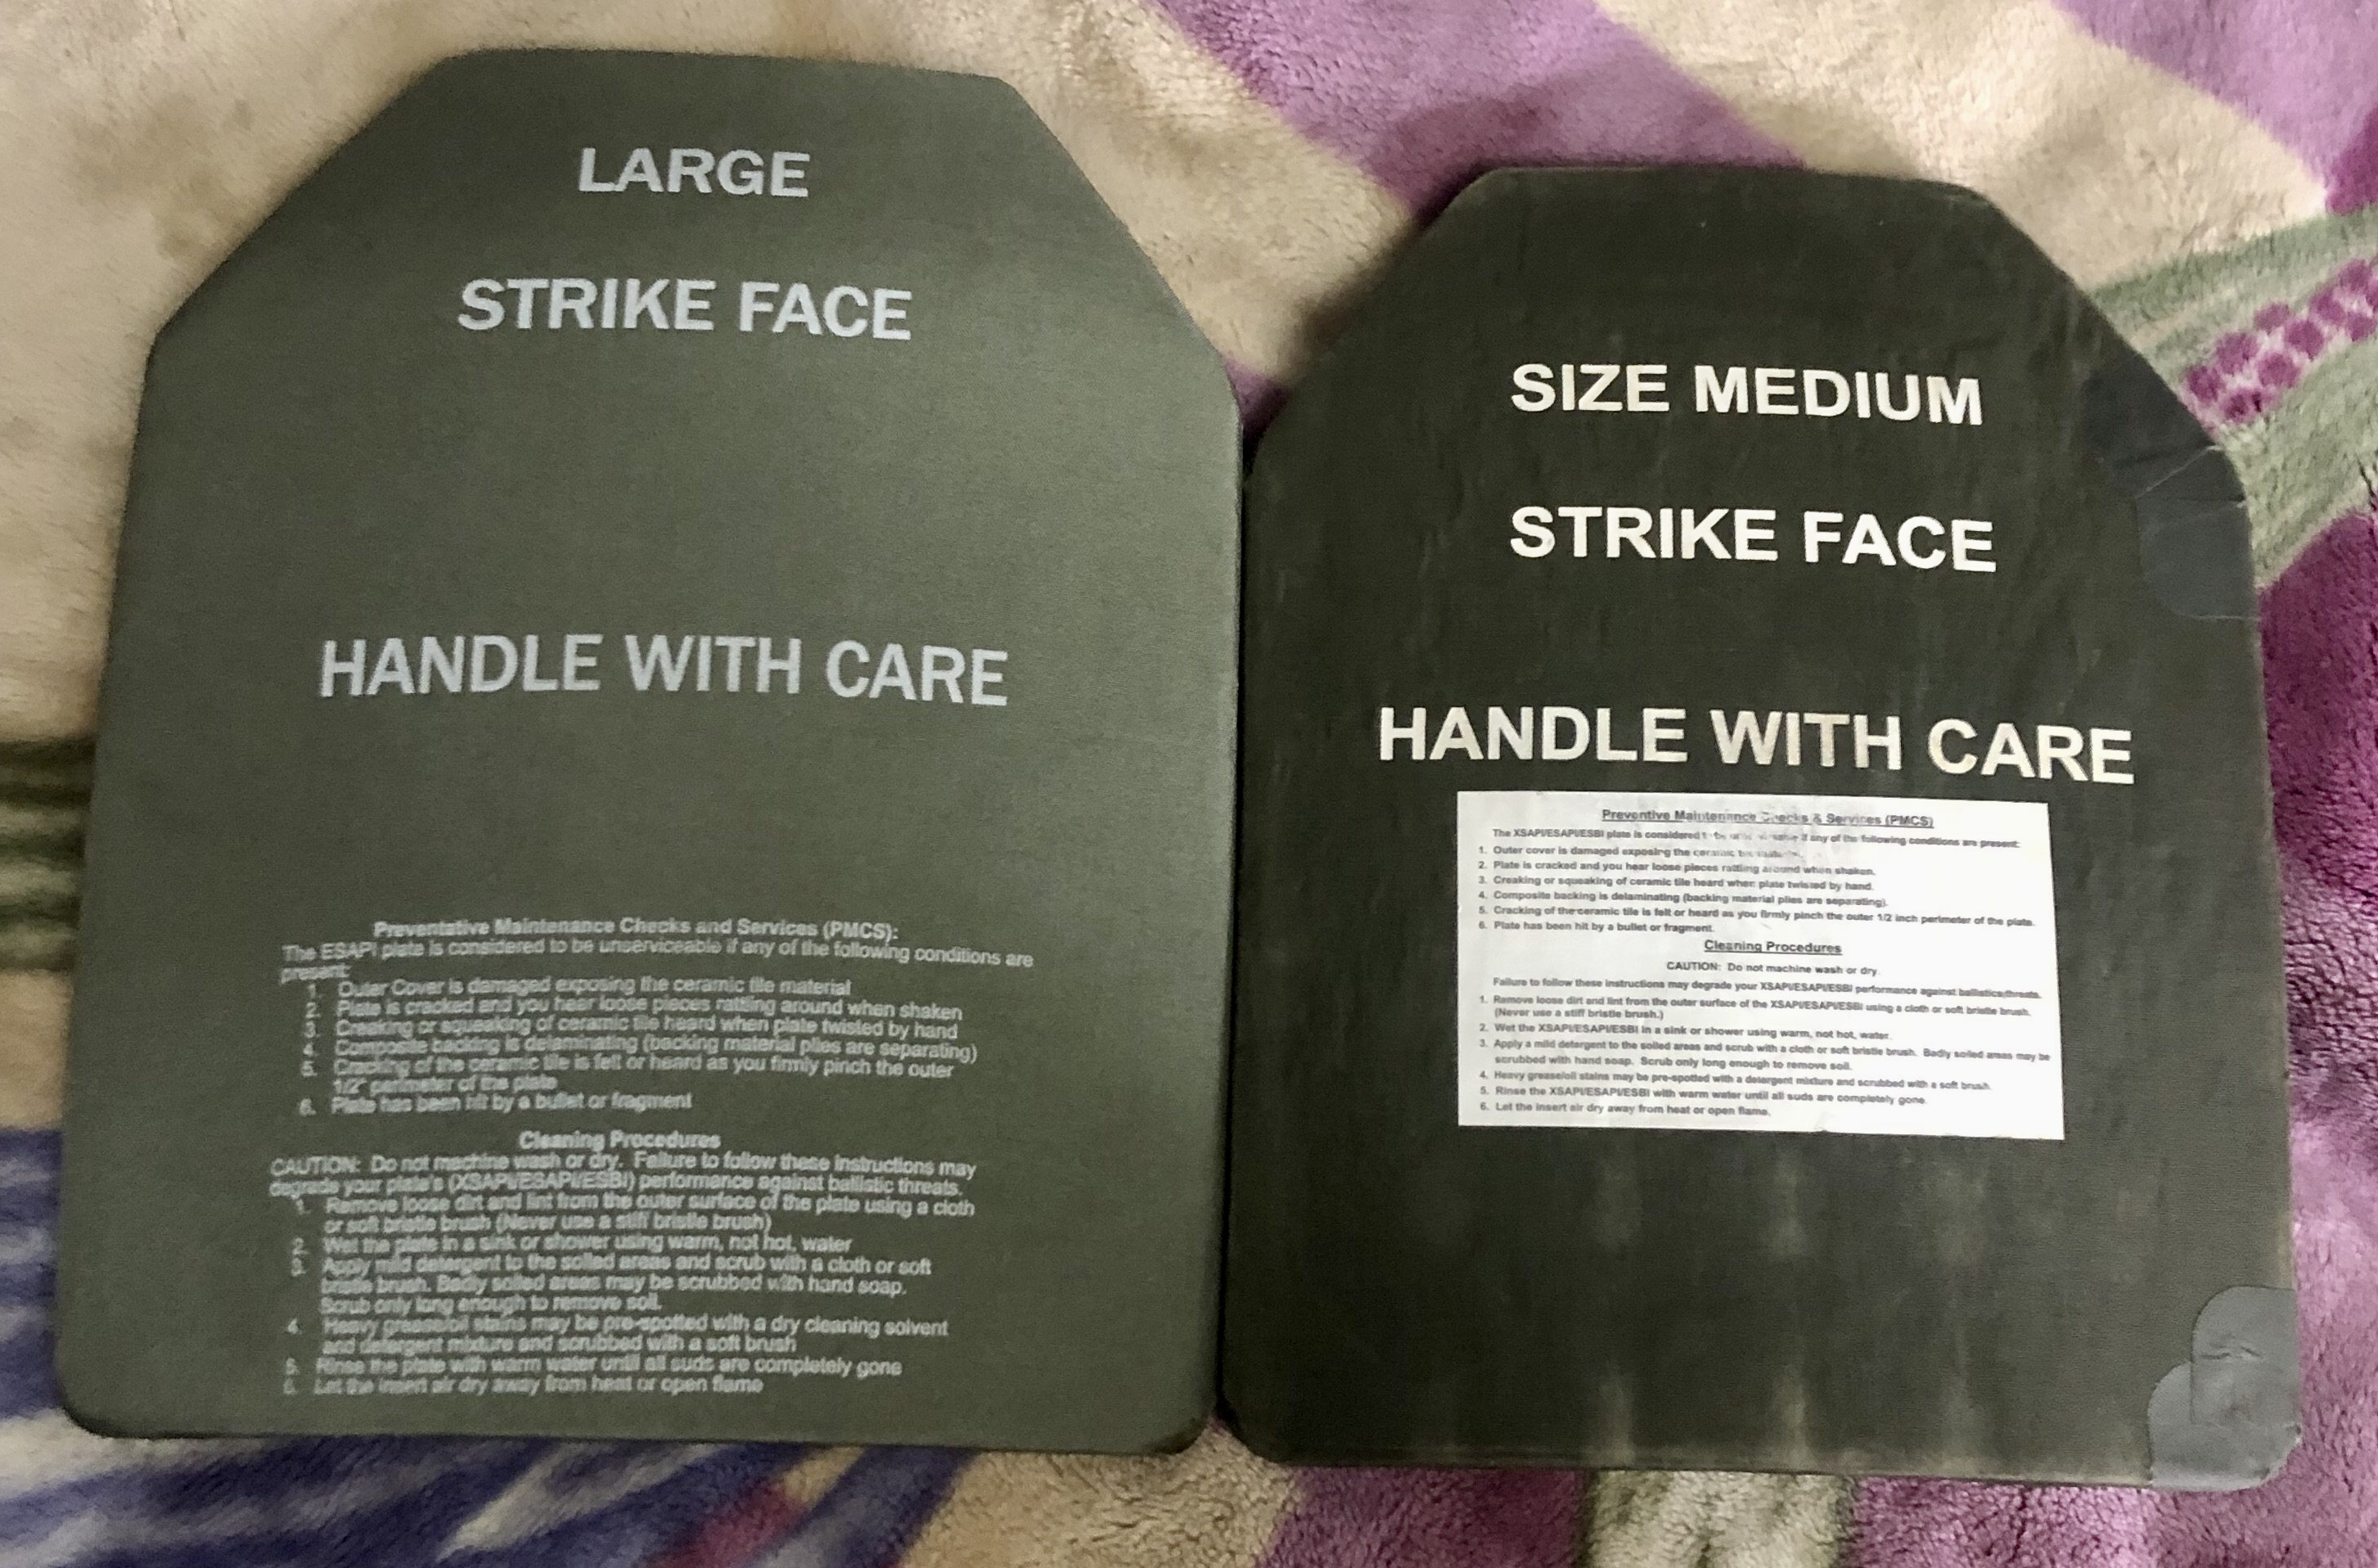 LARGE
STRIKE FACE
HANDLE WITH CARE
Preventative Maintenance Checks and Services (PMCS):
The ESAPI plate is considered to be unserviceable if any of the following conditions are
present:
1. Outer Cover is damaged exposing the ceramic tile material
2. Plate is cracked and you hear loose pieces rattling around when shaken
3. Creaking or squeaking of ceramic tile heard when plate twisted by hand
4. Composite backing is delaminating (backing material plies are separating)
5. Cracking of the ceramic tile is felt or heard as you firmly pinch the outer
1/2" perimeter of the plate
6. Plate has been hit by a bullet or fragment
Cleaning Procedures
CAUTION: Do not machine wash or dry. Failure to follow these instructions may
degrade your plate's (XSAPI/ESAPI/ESBI) performance against ballistic threats.
1. Remove loose dirt and lint from the outer surface of the plate using a cloth
or soft bristle brush (Never use a stiff bristle brush)
2. Wet the plate in a sink or shower using warm, not hot, water
3. Apply mild detergent to the soiled areas and scrub with a cloth or soft
bristle brush. Badly soiled areas may be scrubbed with hand soap.
Scrub only long enough to remove soil.
4. Heavy grease/oil stains may be pre-spotted with a dry cleaning solvent
and detergent mixture and scrubbed with a soft brush
5. Rinse the plate with warm water until all suds are completely gone
6. Let the insert air dry away from heat or open flame
SIZE MEDIUM
STRIKE FACE
HANDLE WITH CARE
Preventive Maintenance Checks & Services (PMCS)
The XSAPI/ESAPI/ESBI plate is considered to be if any of the following conditions are present:
1. Outer cover is damaged exposing the ceramic
2. Plate is cracked and you hear loose pieces rattling around when shaken.
3. Creaking or squeaking of ceramic tile heard when plate twisted by hand.
4. Composite backing is delaminating (backing material plies are separating).
5. Cracking of the ceramic tile is felt or heard as you firmly pinch the outer 1/2 inch perimeter of the plate.
6. Plate has been hit by a bullet or fragment.
Cleaning Procedures
CAUTION: Do not machine wash or dry.
Failure to follow these instructions may degrade your XSAPI/ESAPI/ESBI performance against ballistics/threats.
1. Remove loose dirt and lint from the outer surface of the XSAPI/ESAPI/ESBI using a cloth or soft bristle brush.
(Never use a stiff bristle brush.)
2. Wet the XSAPI/ESAPI/ESBI in a sink or shower using warm, not hot, water.
3. Apply a mild detergent to the soiled areas and scrub with a cloth or soft bristle brush. Badly soiled areas may be
scrubbed with hand soap. Scrub only long enough to remove soil.
4. Heavy grease/oil stains may be pre-spotted with a detergent mixture and scrubbed with a soft brush.
5. Rinse the XSAPI/ESAPI/ESBI with warm water until all suds are completely gone.
6. Let the insert air dry away from heat or open flame.